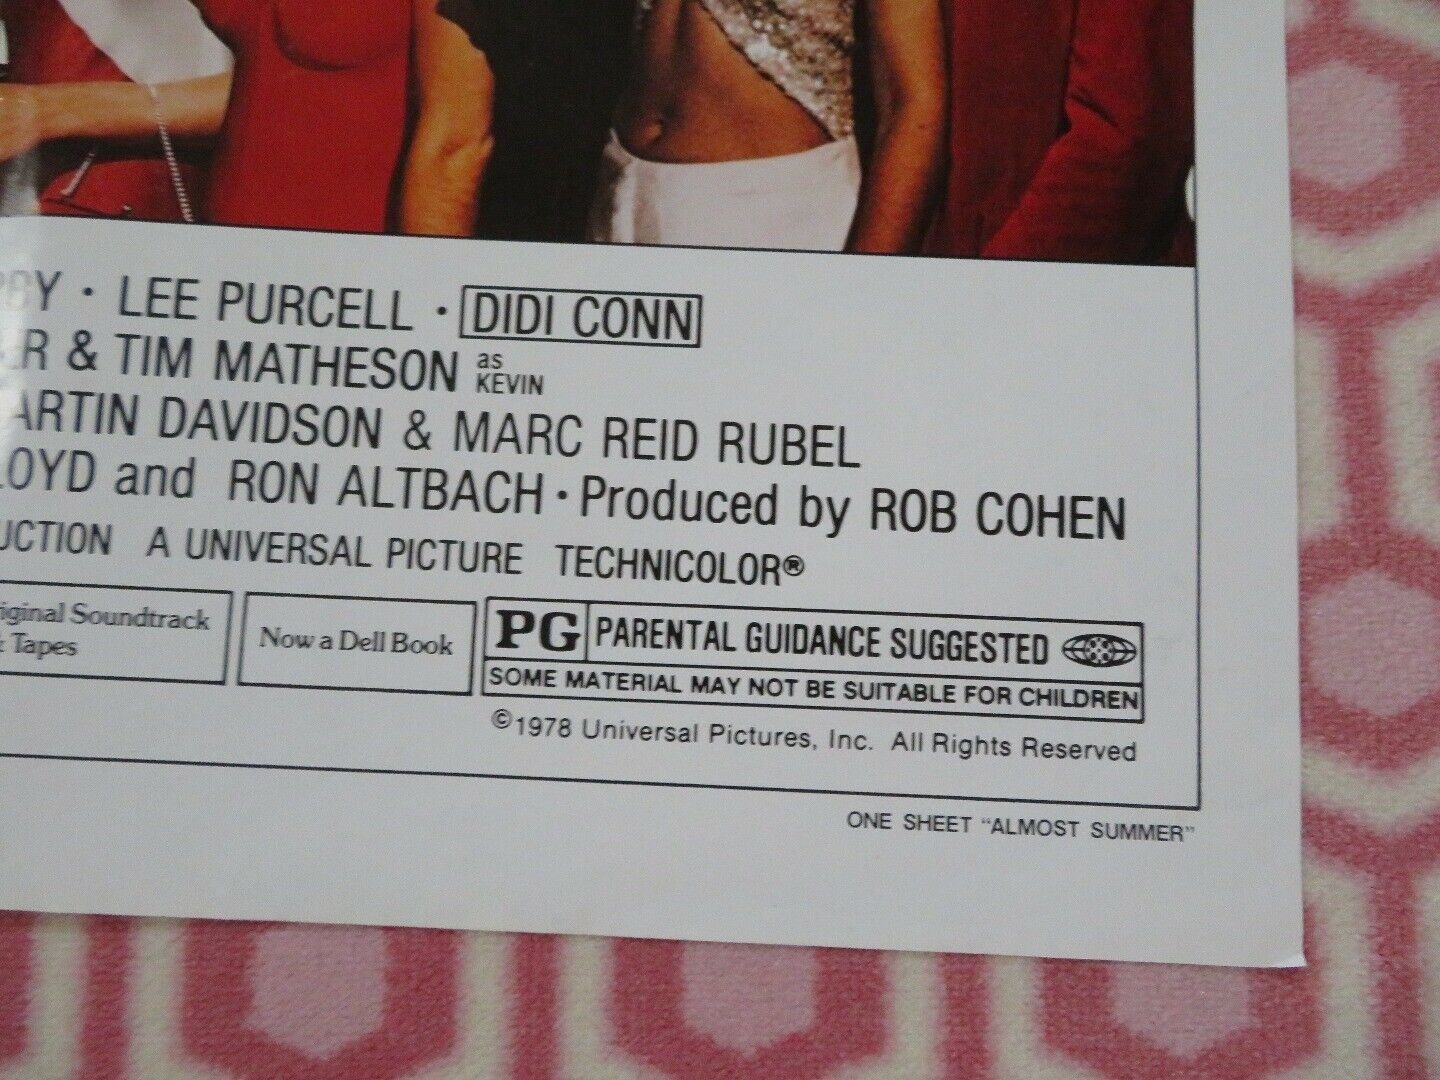 LEE PURCELL · DIDI CONN
& TIM MATHESON as KEVIN
MARTIN DAVIDSON & MARC REID RUBEL
and RON ALTBACH · Produced by ROB COHEN
A UNIVERSAL PICTURE TECHNICOLOR®
Original Soundtrack
& Tapes
Now a Dell Book
PG PARENTAL GUIDANCE SUGGESTED
SOME MATERIAL MAY NOT BE SUITABLE FOR CHILDREN
©1978 Universal Pictures, Inc. All Rights Reserved
ONE SHEET "ALMOST SUMMER"